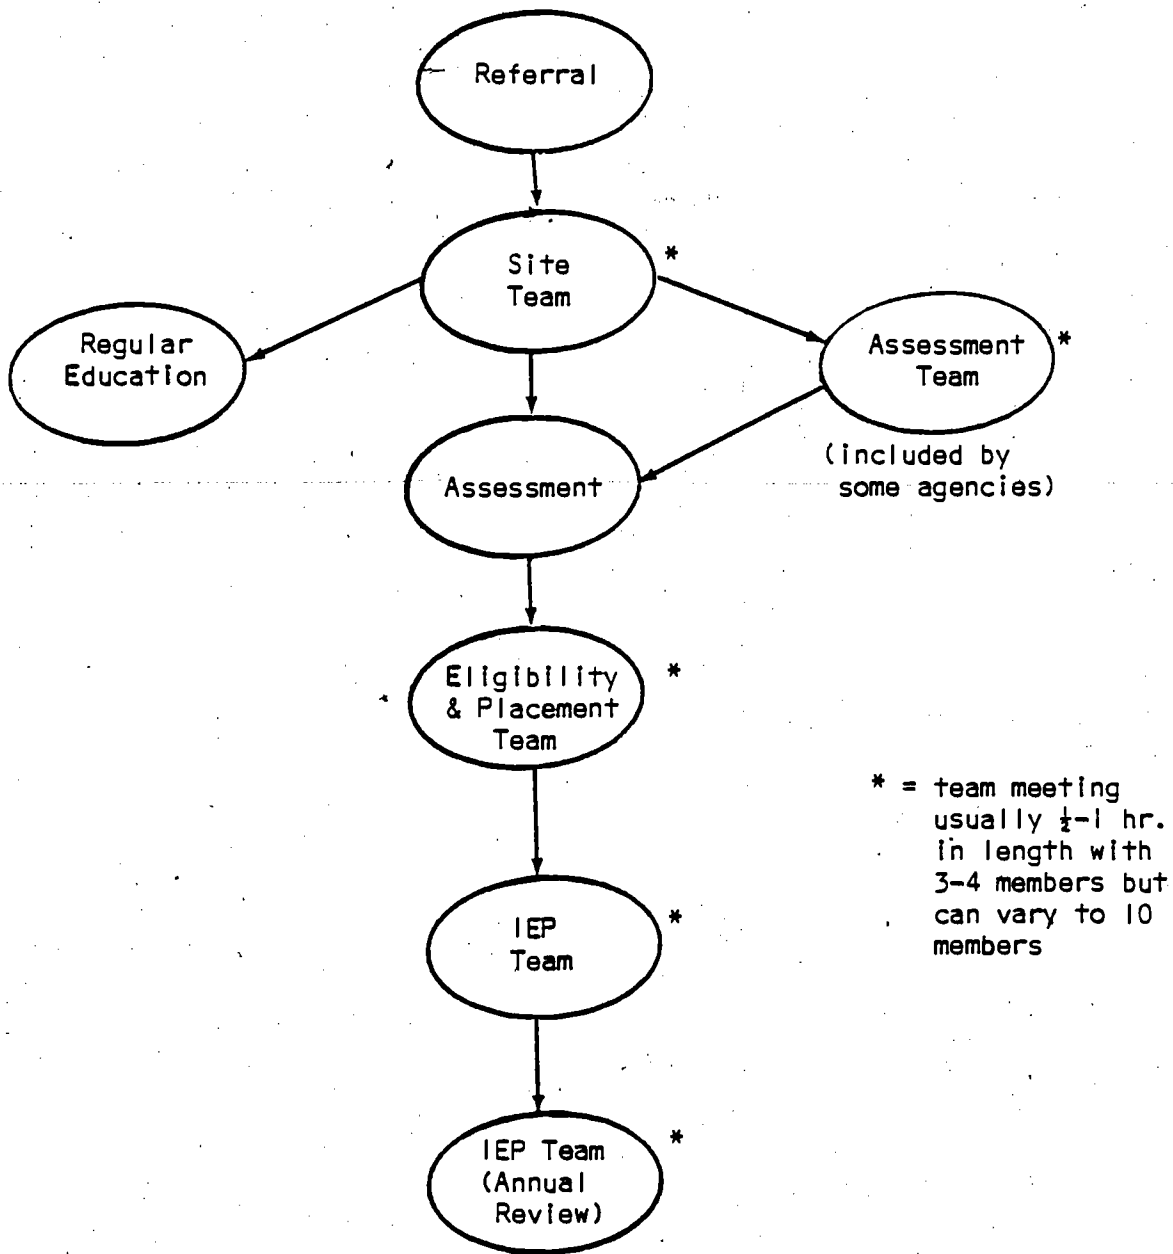 Referral
Site
Team
*
Regular
Education
Assessment
Team
*
(included by
some agencies)
Assessment
Eligibility
& Placement
Team
*
* = team meeting
usually ½-1 hr.
in length with
3-4 members but
can vary to 10
members
IEP
Team
*
IEP Team
(Annual
Review)
*